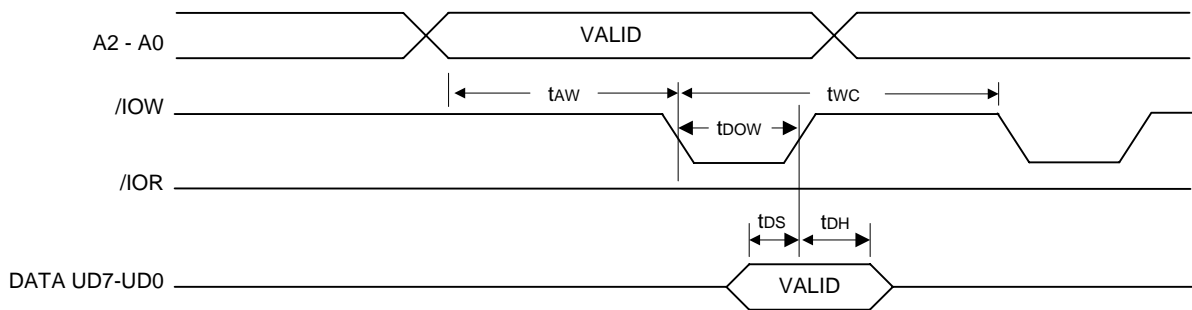 A2 - A0
VALID
tAW
tWC
/IOW
tDOW
/IOR
tDS
tDH
DATA UD7-UD0
VALID